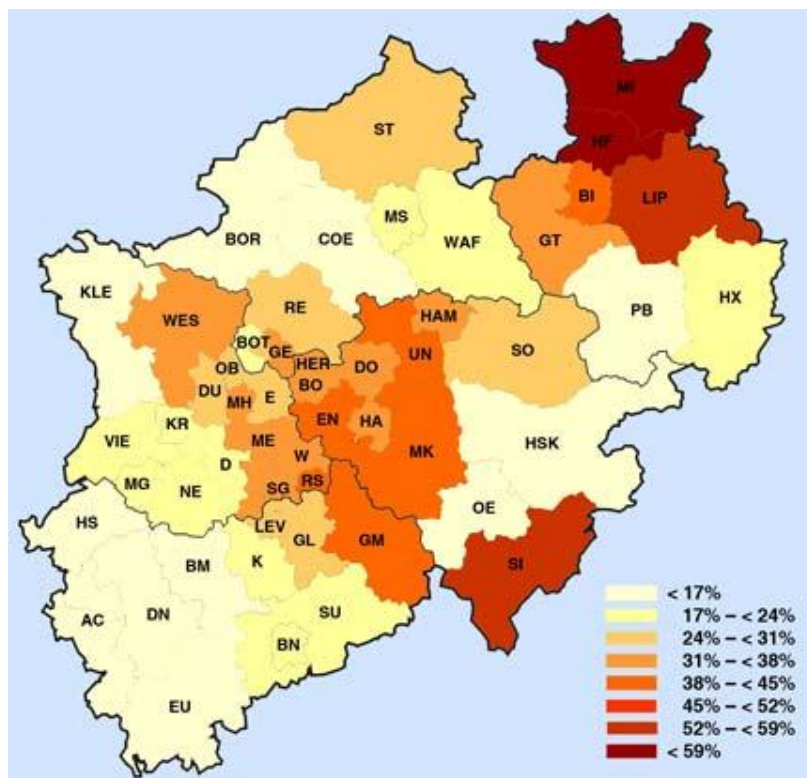 MI
HF
ST
BI
LIP
MS
GT
BOR
COE
WAF
KLE
HX
PB
RE
WES
HAM
BOT
UN
SO
GE
HER
DO
OB
BO
DU
MH
E
EN
HA
KR
HSK
VIE
ME
W
MK
D
MG
NE
SG
RS
OE
HS
LEV
GL
GM
BM
K
SI
DN
SU
AC
BN
EU
< 17%
17% – < 24%
24% – < 31%
31% – < 38%
38% – < 45%
45% – < 52%
52% – < 59%
< 59%